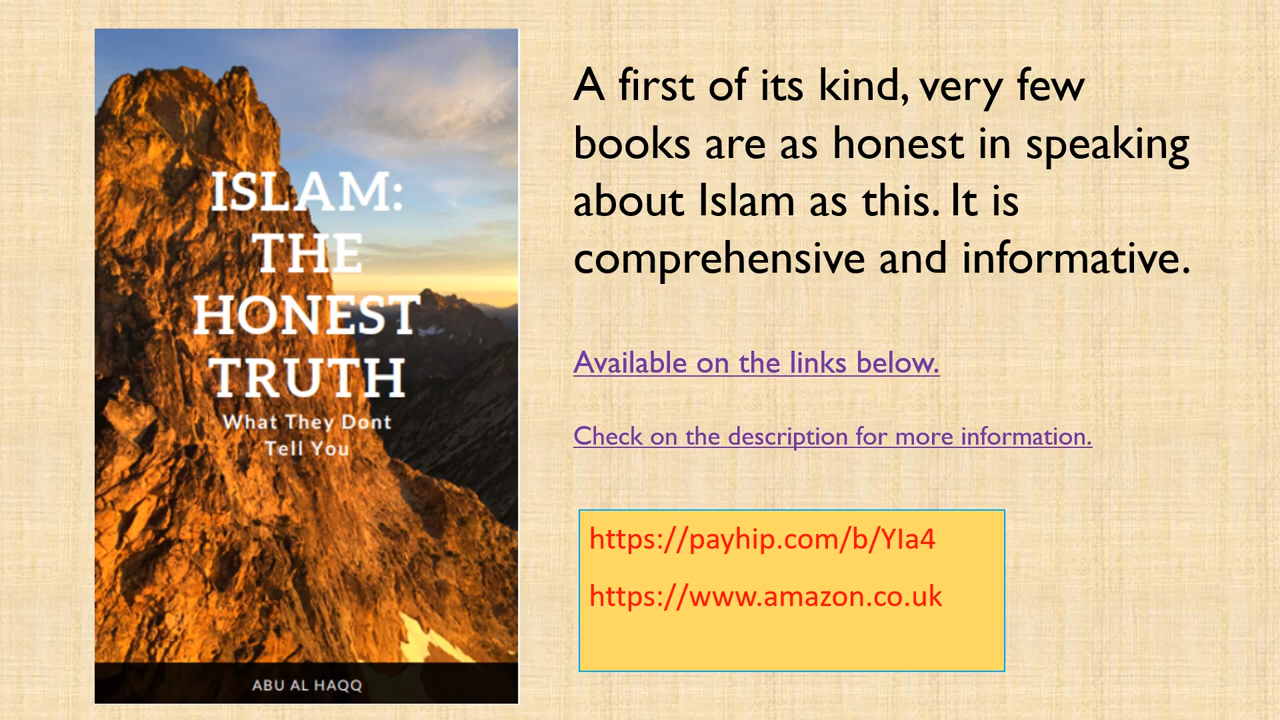 ISLAM:
THE
HONEST
TRUTH
What They Dont
Tell You
ABU AL HAQQ
A first of its kind, very few
books are as honest in speaking
about Islam as this. It is
comprehensive and informative.
Available on the links below.
Check on the description for more information.
https://payhip.com/b/YIa4
https://www.amazon.co.uk